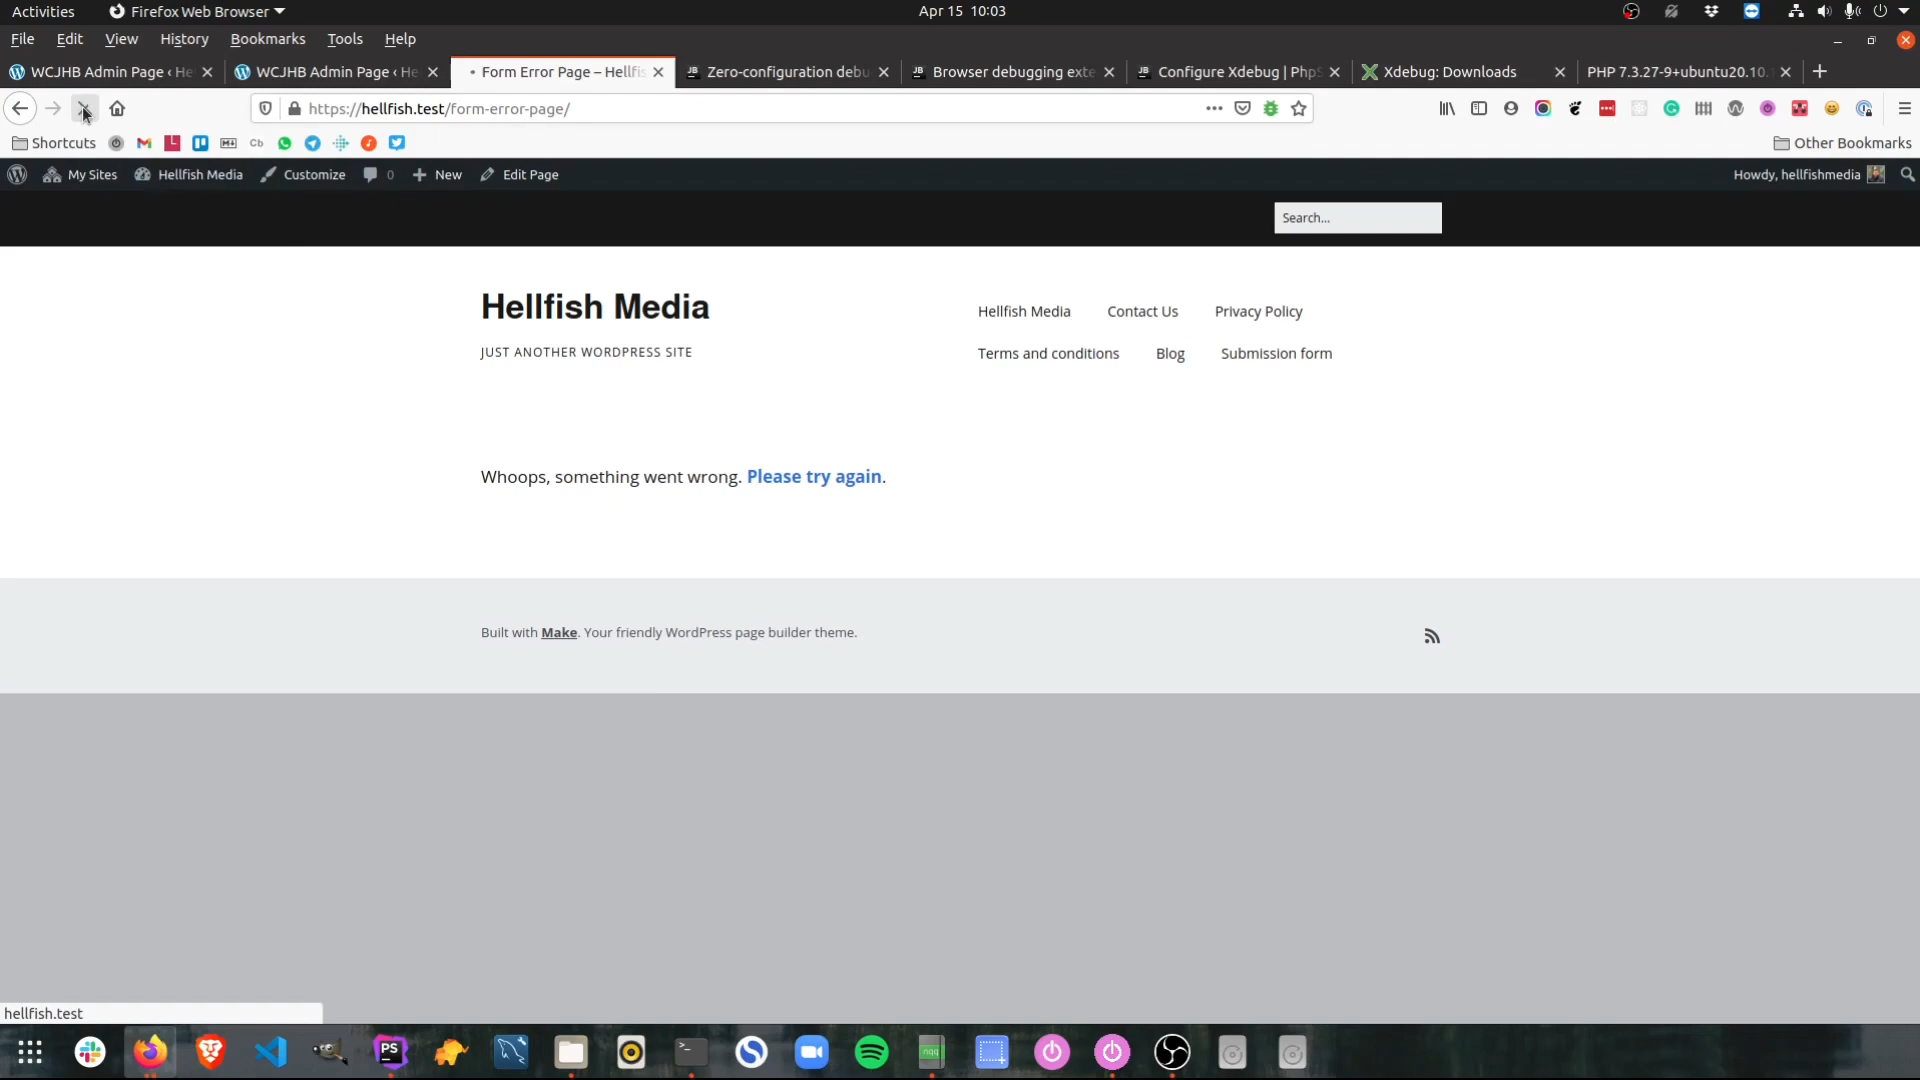 Activities Firefox Web Browser Apr 15 10:03
File Edit View History Bookmarks Tools Help
WCJHB Admin Page ‹ He WCJHB Admin Page ‹ He Form Error Page – Hellfis Zero-configuration debu Browser debugging exte Configure Xdebug | PhpS Xdebug: Downloads PHP 7.3.27-9+ubuntu20.10.
https://hellfish.test/form-error-page/
Shortcuts Cb Other Bookmarks
My Sites Hellfish Media Customize 0 New Edit Page Howdy, hellfishmedia
Search...
Hellfish Media
JUST ANOTHER WORDPRESS SITE
Hellfish Media Contact Us Privacy Policy
Terms and conditions Blog Submission form
Whoops, something went wrong. Please try again.
Built with Make. Your friendly WordPress page builder theme.
hellfish.test
PS
nqq